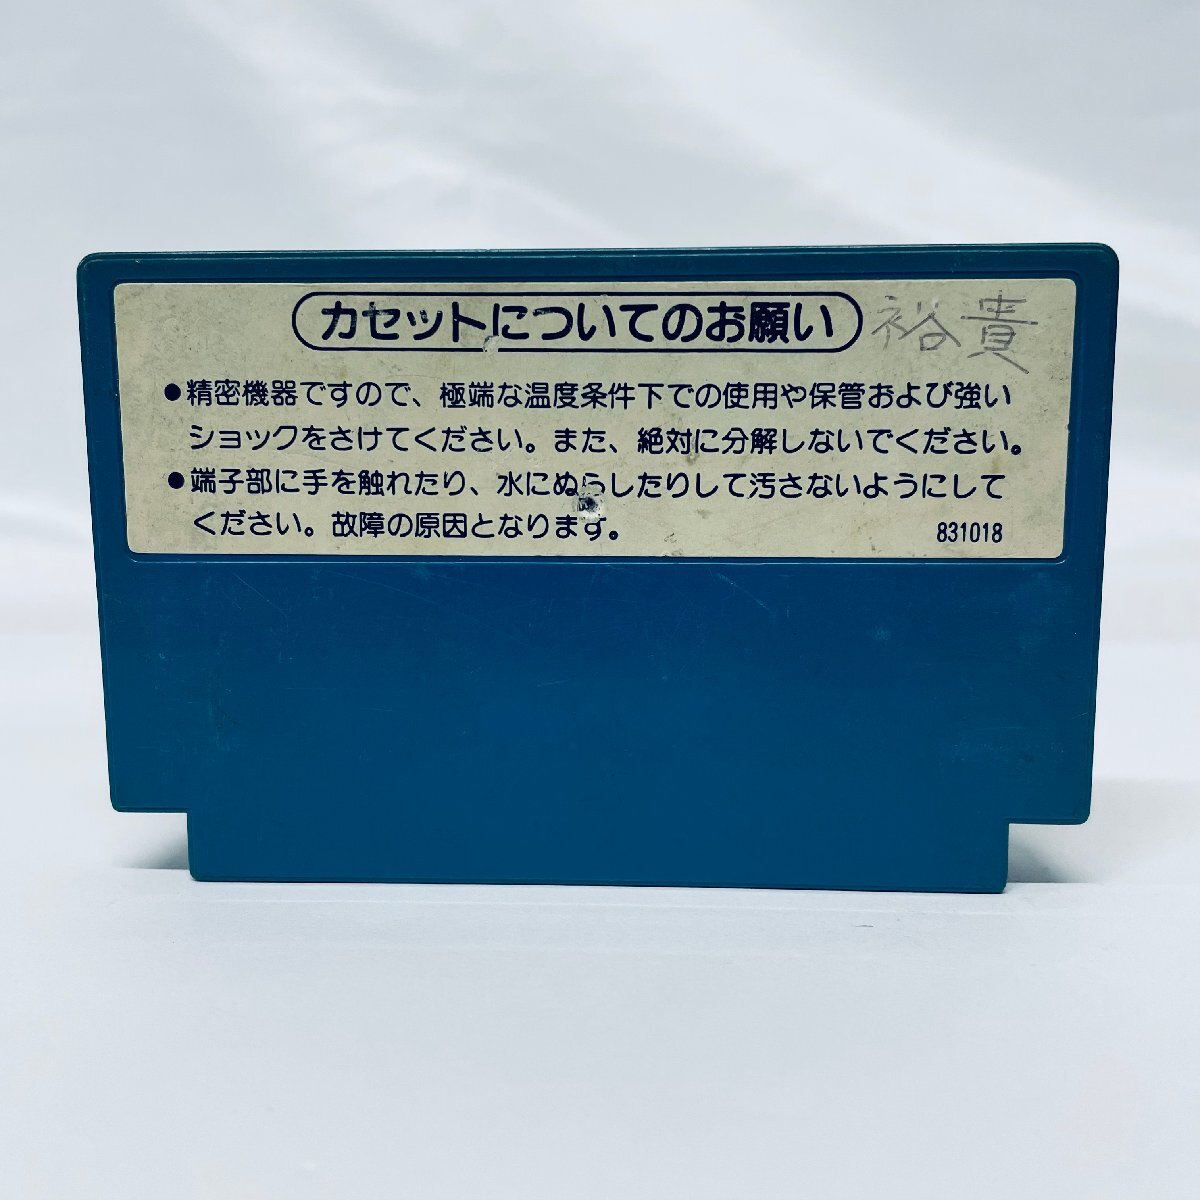 カセットについてのお願い 裕貴
●精密機器ですので、極端な温度条件下での使用や保管および強い
ショックをさけてください。また、絶対に分解しないでください。
●端子部に手を触れたり、水にぬらしたりして汚さないようにして
ください。故障の原因となります。
831018